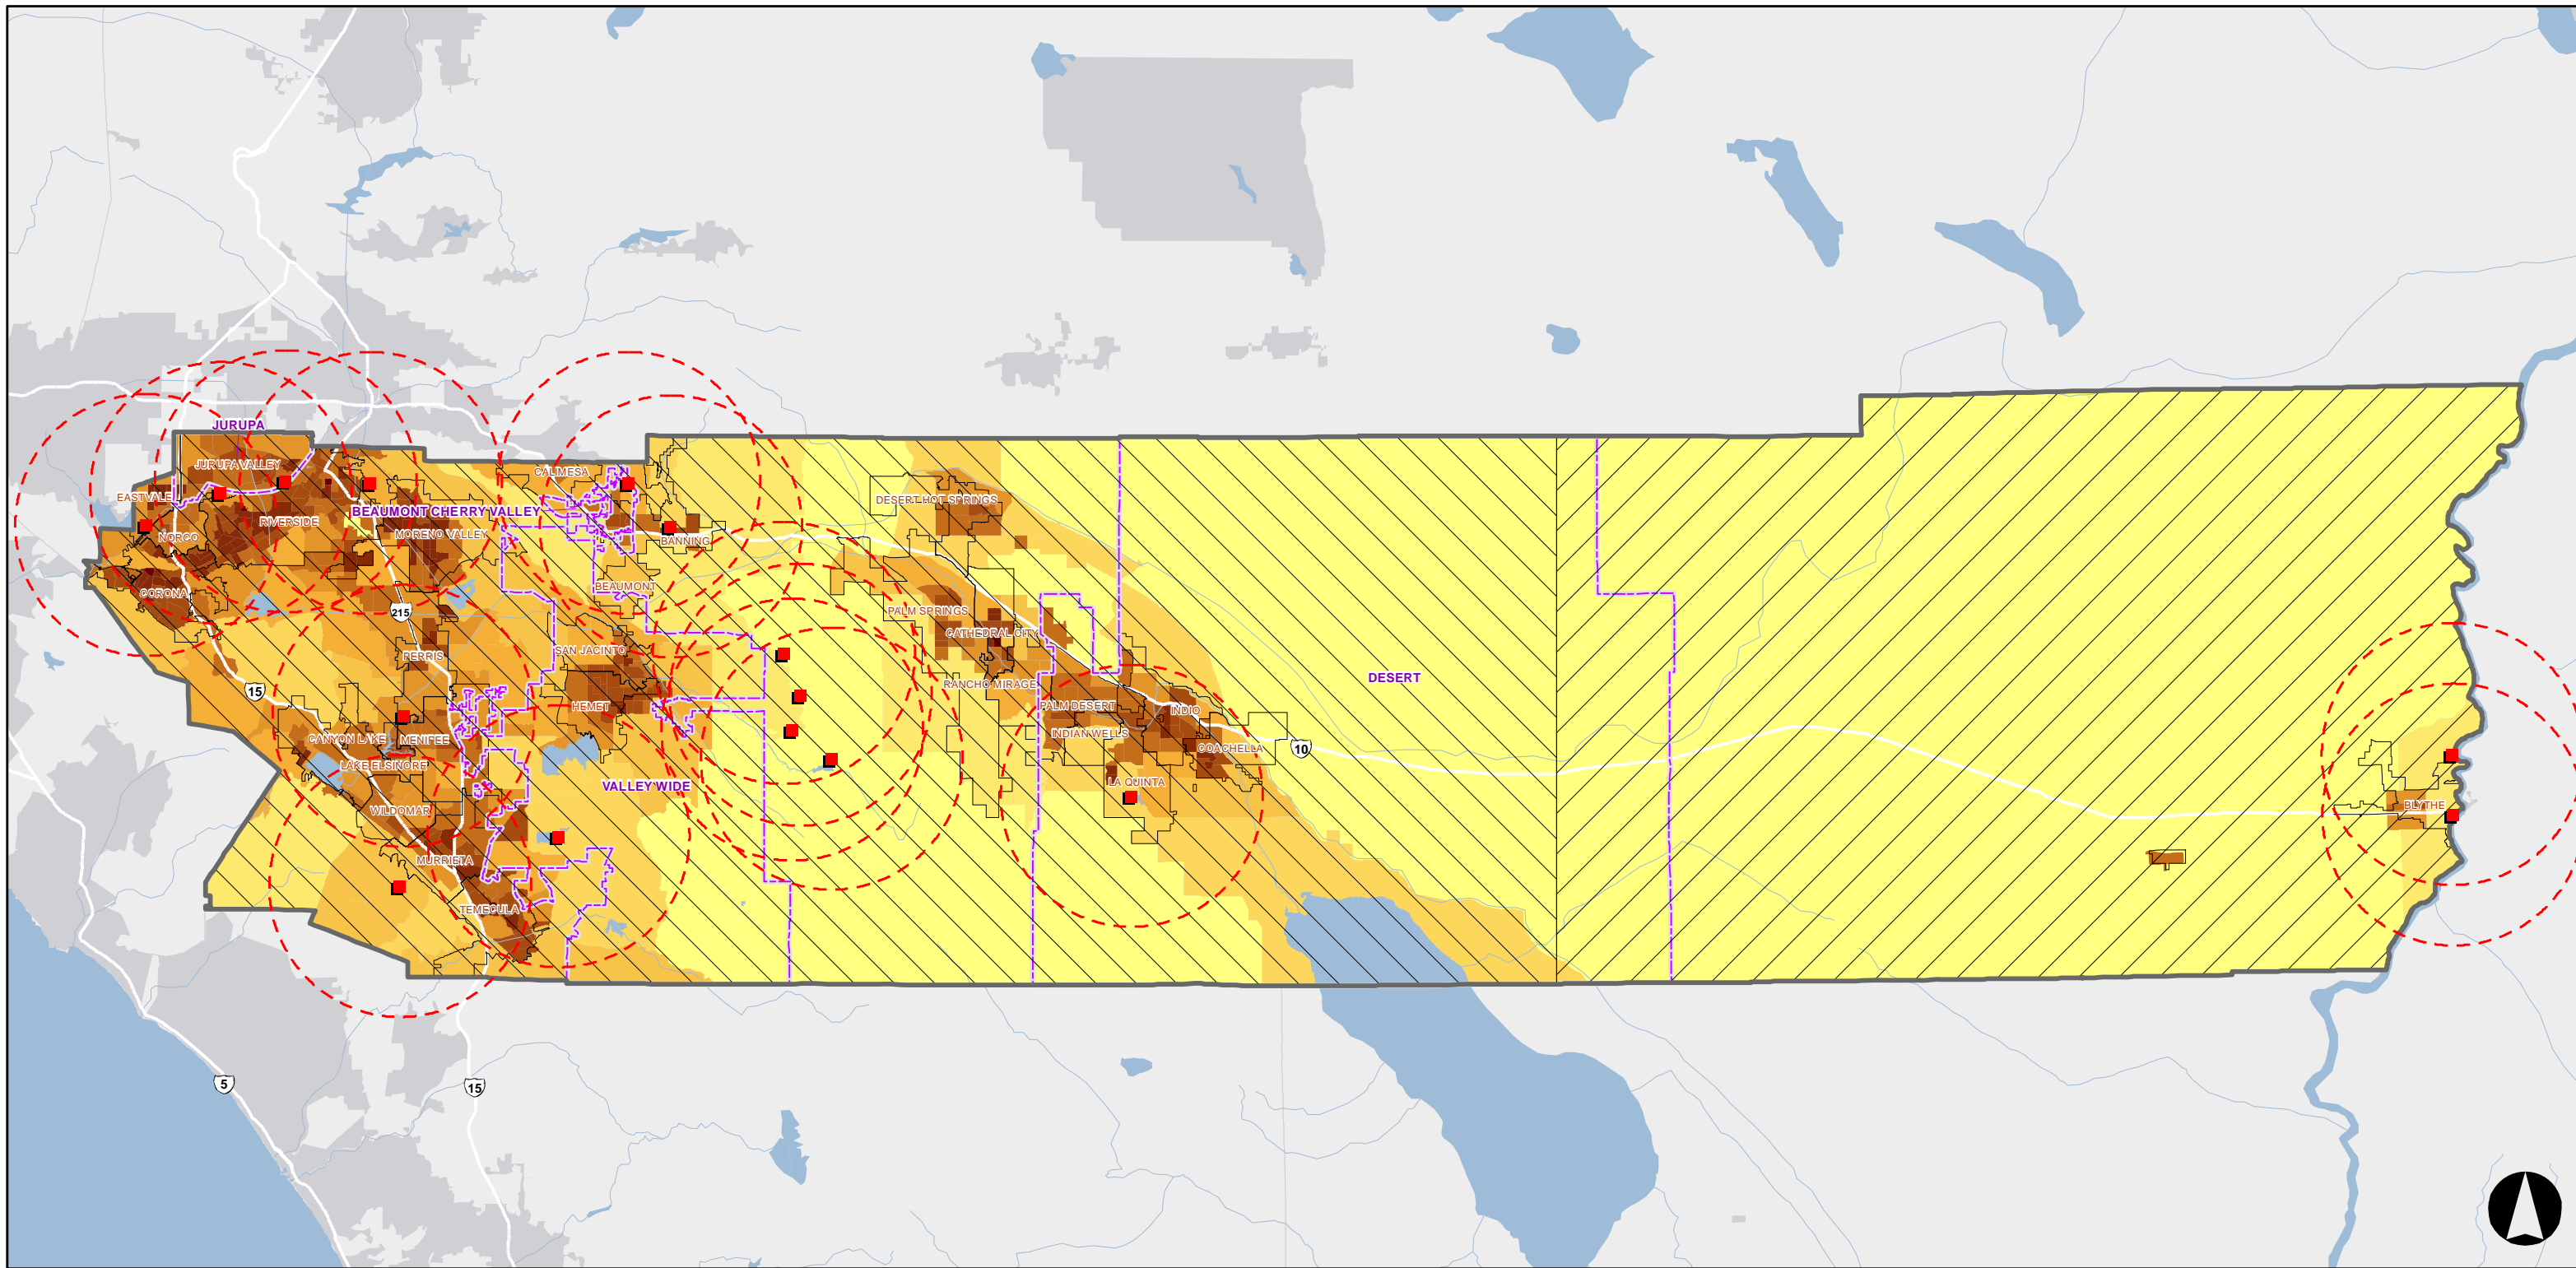 JURUPA
JURUPA VALLEY
CALIMESA
EASTVALE
DESERT HOT SPRINGS
BEAUMONT CHERRY VALLEY
RIVERSIDE
MORENO VALLEY
NORCO
BANNING
BEAUMONT
CORONA
215
PALM SPRINGS
CATHEDRAL CITY
SAN JACINTO
PERRIS
DESERT
RANCHO MIRAGE
15
HEMET
PALM DESERT
INDIO
CANYON LAKE
MENIFEE
INDIAN WELLS
COACHELLA
10
LAKE ELSINORE
LA QUINTA
VALLEY WIDE
WILDOMAR
BLYTHE
MURRIETA
TEMECULA
5
15